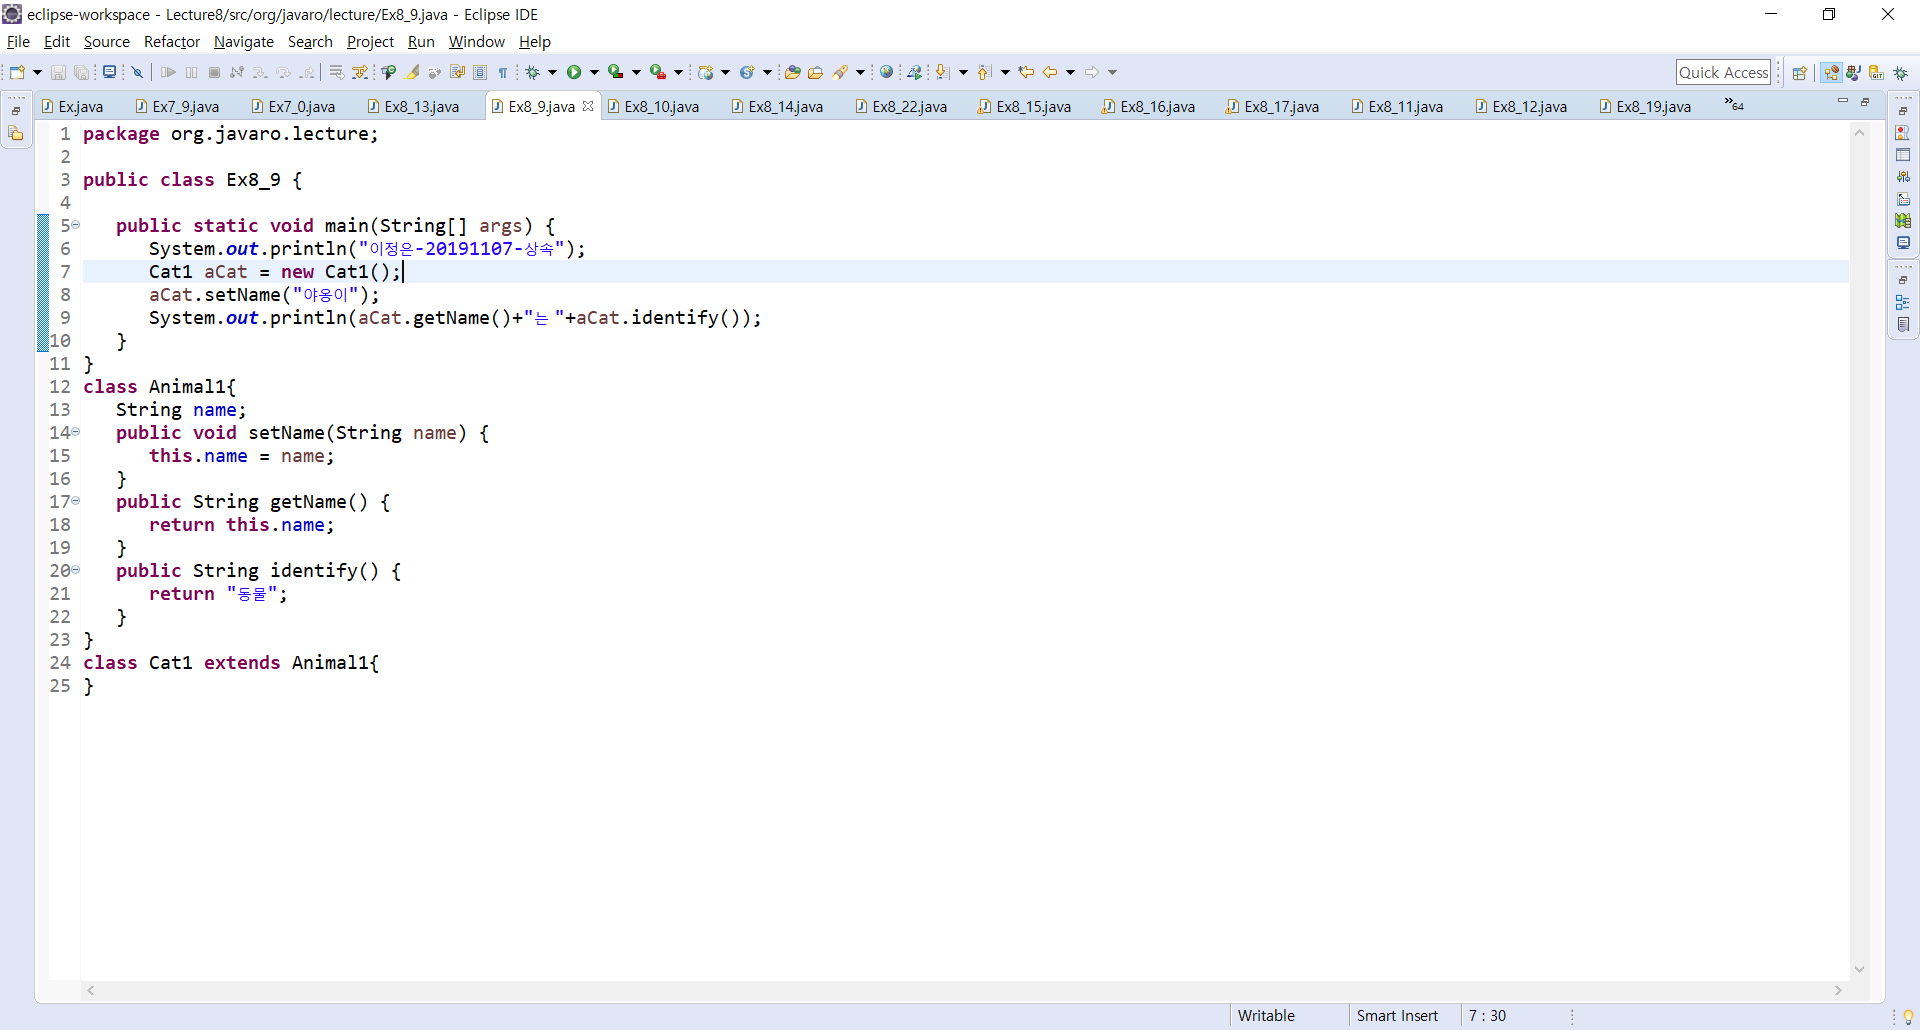 eclipse-workspace - Lecture8/src/org/javaro/lecture/Ex8_9.java - Eclipse IDE
File Edit Source Refactor Navigate Search Project Run Window Help
Quick Access
Ex.java Ex7_9.java Ex7_0.java Ex8_13.java Ex8_9.java Ex8_10.java Ex8_14.java Ex8_22.java Ex8_15.java Ex8_16.java Ex8_17.java Ex8_11.java Ex8_12.java Ex8_19.java »64
1 package org.javaro.lecture;
2
3 public class Ex8_9 {
4
5 public static void main(String[] args) {
6 System.out.println("이정은-20191107-상속");
7 Cat1 aCat = new Cat1();
8 aCat.setName("야옹이");
9 System.out.println(aCat.getName()+"는 "+aCat.identify());
10 }
11 }
12 class Animal1{
13 String name;
14 public void setName(String name) {
15 this.name = name;
16 }
17 public String getName() {
18 return this.name;
19 }
20 public String identify() {
21 return "동물";
22 }
23 }
24 class Cat1 extends Animal1{
25 }
Writable Smart Insert 7 : 30